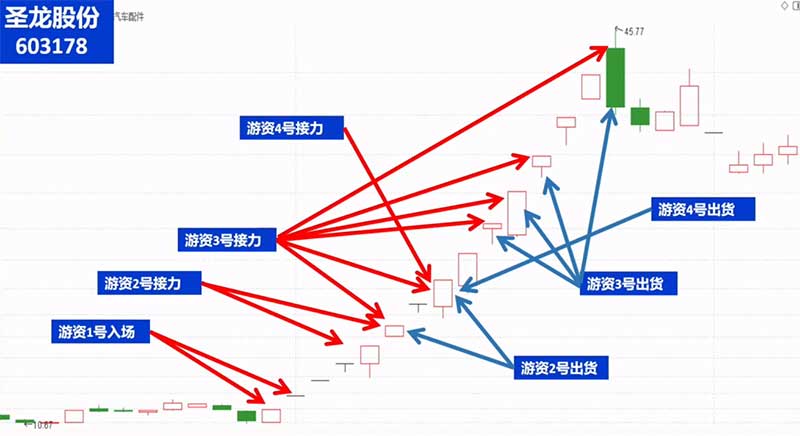 圣龙股份
603178
汽车配件
45.77
游资4号接力
游资4号出货
游资3号接力
游资3号出货
游资2号接力
游资1号入场
游资2号出货
10.67